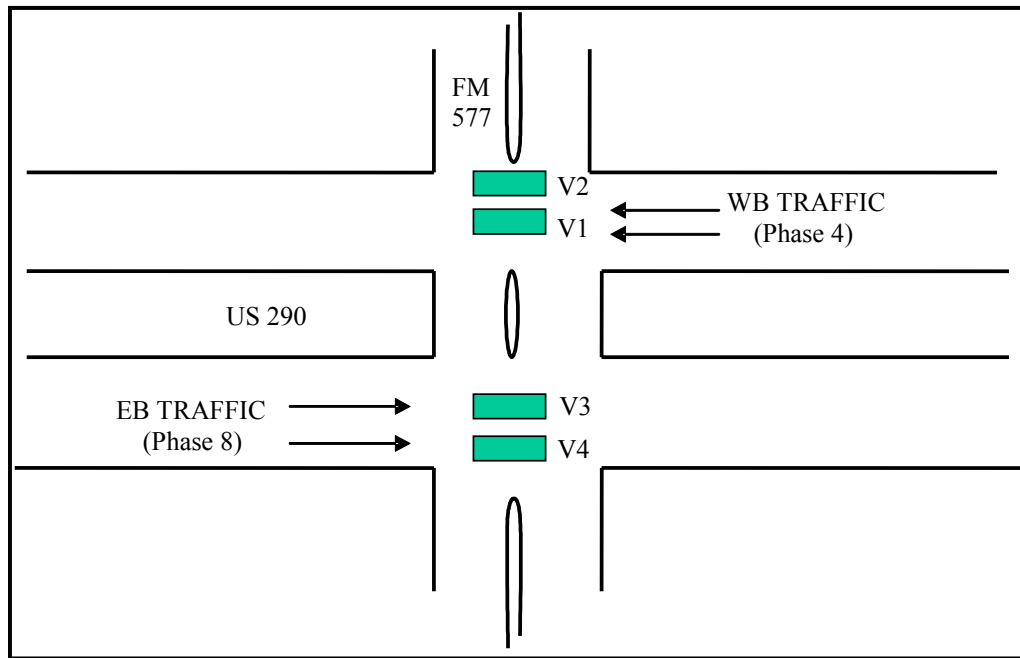 FM
577
V2
V1
WB TRAFFIC
(Phase 4)
US 290
EB TRAFFIC
(Phase 8)
V3
V4